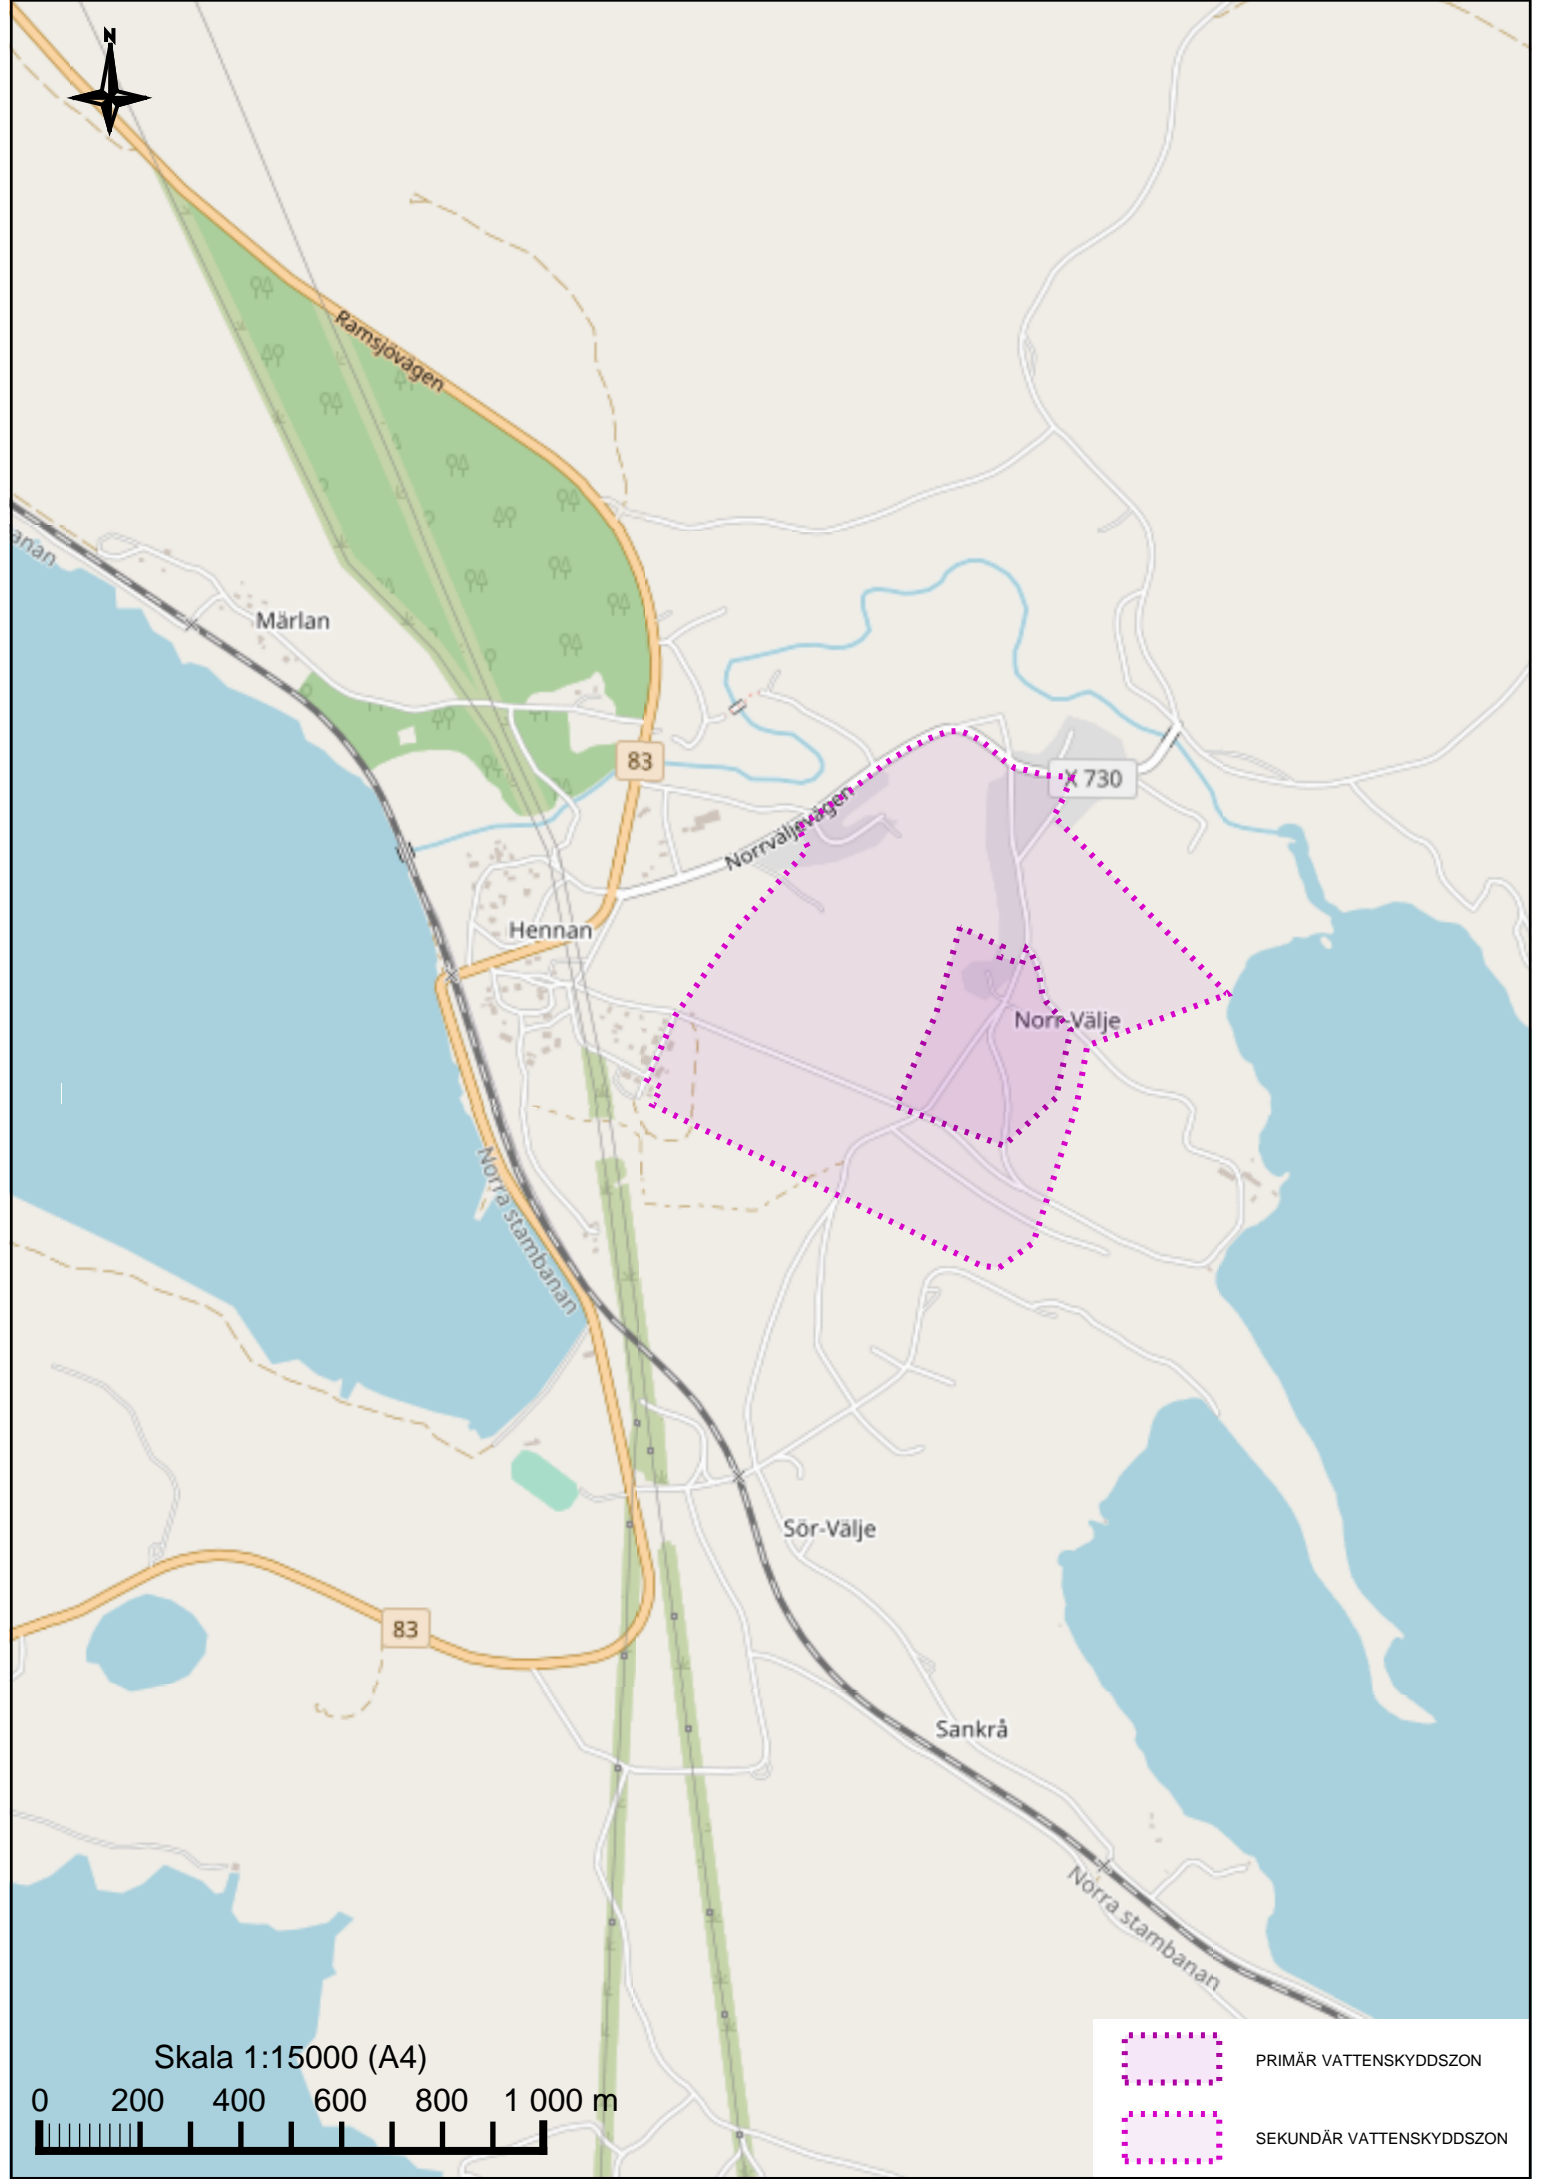 N
Ramsjövägen
anan
Märlan
83
X 730
Norrväljevägen
Hennan
Norr-Välje
Norra stambanan
Sör-Välje
83
Sankrå
Norra stambanan
Skala 1:15000 (A4)
0 200 400 600 800 1 000 m
PRIMÄR VATTENSKYDDSZON
SEKUNDÄR VATTENSKYDDSZON